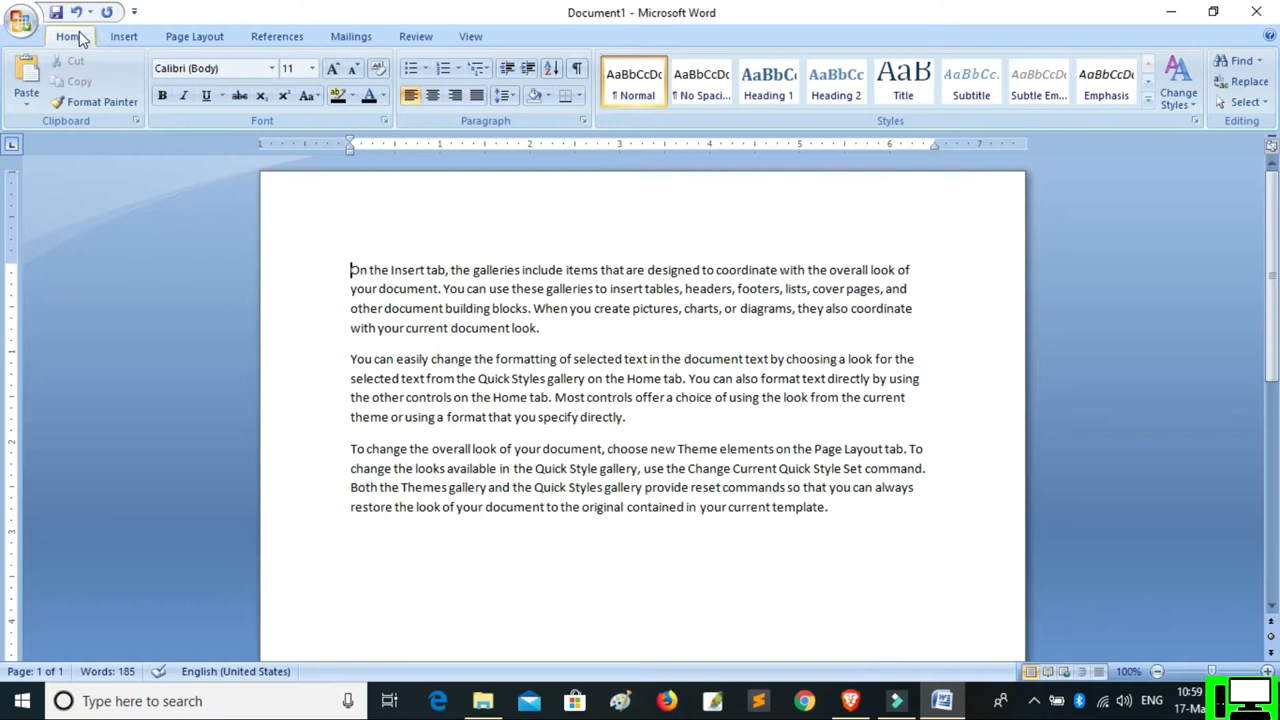 Document1 - Microsoft Word
Home Insert Page Layout References Mailings Review View
Paste
Cut
Copy
Format Painter
Clipboard
Calibri (Body) 11
B I U abc x₂ x² Aa
Font
Paragraph
AaBbCcDc AaBbCcDc AaBbC AaBbCc AaB AaBbCc. AaBbCcDc AaBbCcDc
¶ Normal ¶ No Spaci... Heading 1 Heading 2 Title Subtitle Subtle Em... Emphasis
Change
Styles
Styles
Find
Replace
Select
Editing
1 1 2 3 4 5 6 7
On the Insert tab, the galleries include items that are designed to coordinate with the overall look of
your document. You can use these galleries to insert tables, headers, footers, lists, cover pages, and
other document building blocks. When you create pictures, charts, or diagrams, they also coordinate
with your current document look.
You can easily change the formatting of selected text in the document text by choosing a look for the
selected text from the Quick Styles gallery on the Home tab. You can also format text directly by using
the other controls on the Home tab. Most controls offer a choice of using the look from the current
theme or using a format that you specify directly.
To change the overall look of your document, choose new Theme elements on the Page Layout tab. To
change the looks available in the Quick Style gallery, use the Change Current Quick Style Set command.
Both the Themes gallery and the Quick Styles gallery provide reset commands so that you can always
restore the look of your document to the original contained in your current template.
Page: 1 of 1 Words: 185 English (United States) 100%
Type here to search
ENG
10:59